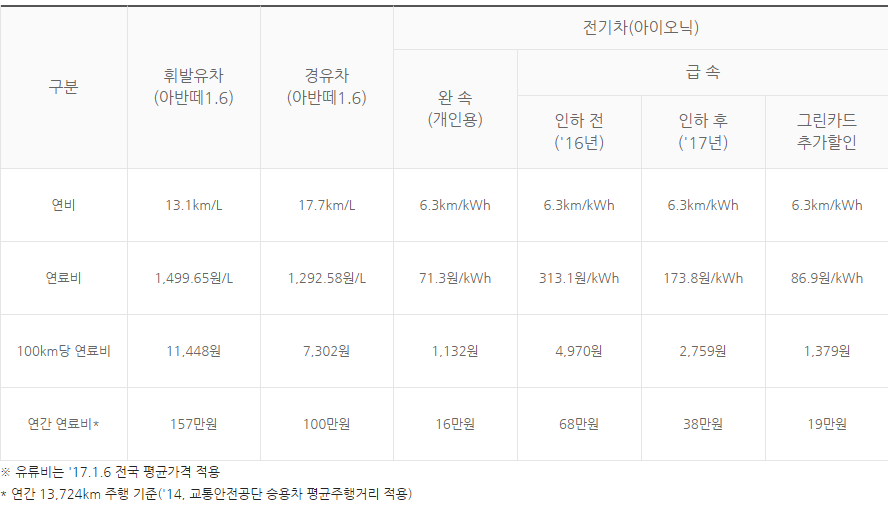 구분
휘발유차
(아반떼1.6)
경유차
(아반떼1.6)
전기차(아이오닉)
완 속
(개인용)
급 속
인하 전
('16년)
인하 후
('17년)
그린카드
추가할인
연비 13.1km/L 17.7km/L 6.3km/kWh 6.3km/kWh 6.3km/kWh 6.3km/kWh
연료비 1,499.65원/L 1,292.58원/L 71.3원/kWh 313.1원/kWh 173.8원/kWh 86.9원/kWh
100km당 연료비 11,448원 7,302원 1,132원 4,970원 2,759원 1,379원
연간 연료비* 157만원 100만원 16만원 68만원 38만원 19만원
※ 유류비는 '17.1.6 전국 평균가격 적용
* 연간 13,724km 주행 기준('14, 교통안전공단 승용차 평균주행거리 적용)